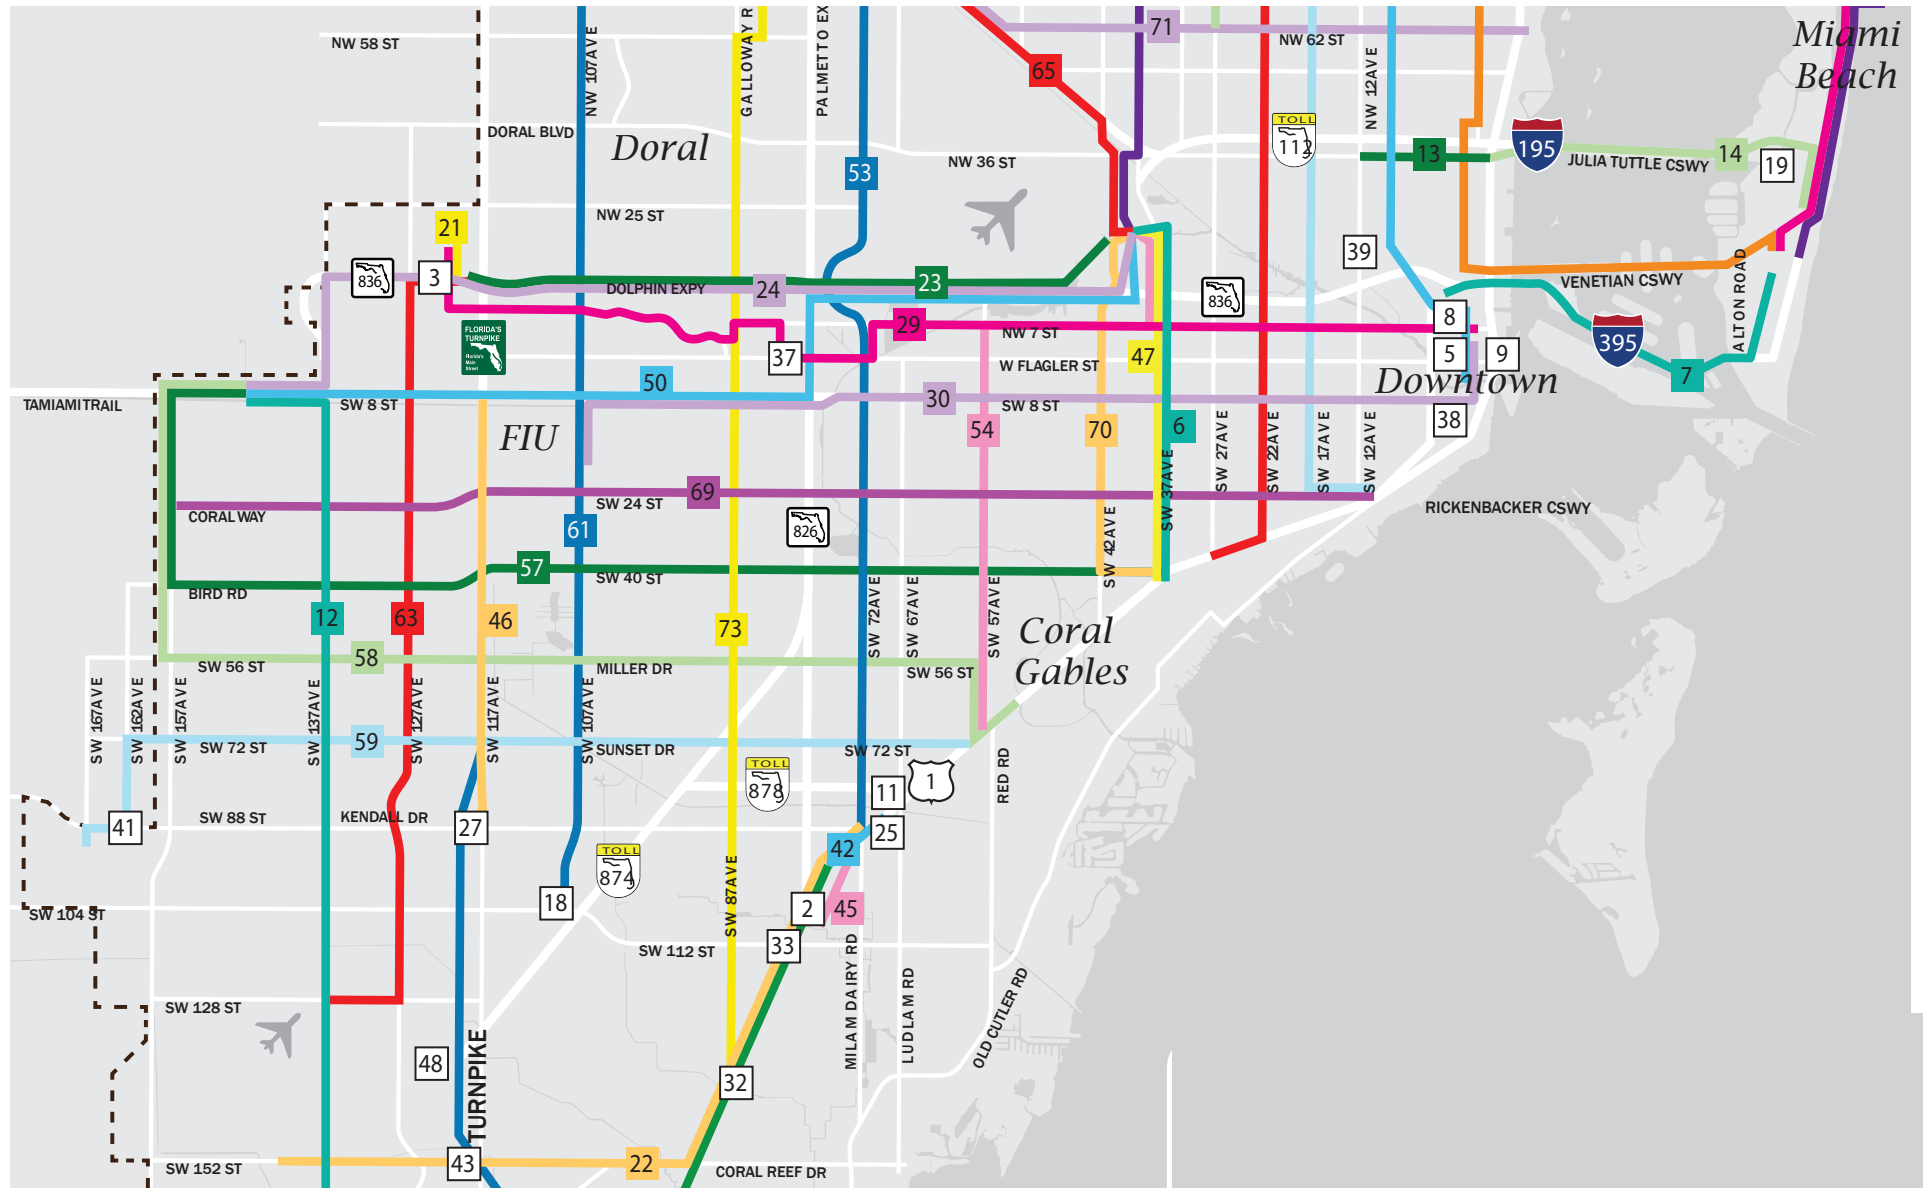 Miami
Beach
71
NW 62 ST
NW 58 ST
NW 107AVE
GALLOWAY R
PALMETTO EX
65
NW 12AVE
TOLL
112
DORAL BLVD
Doral
NW 36 ST
13
195
JULIA TUTTLE CSWY
14
19
53
NW 25 ST
21
39
836
3
DOLPHIN EXPY
24
23
836
VENETIAN CSWY
ALTON ROAD
FLORIDA'S
TURNPIKE
Florida's
Main
Street
29
NW 7 ST
8
37
W FLAGLER ST
47
5
9
395
7
Downtown
50
TAMIAMI TRAIL
SW 8 ST
30
SW 8 ST
38
FIU
54
70
6
SW 37AVE
SW 27AVE
SW 22AVE
SW 17AVE
SW 12AVE
69
CORAL WAY
SW 24 ST
RICKENBACKER CSWY
61
826
SW 42AVE
57
SW 40 ST
BIRD RD
SW 72AVE
SW 67AVE
SW 57AVE
12
63
46
73
Coral
Gables
58
SW 56 ST
MILLER DR
SW 56 ST
SW 167AVE
SW 162AVE
SW 157AVE
SW 137AVE
SW 127AVE
SW 117AVE
SW 107AVE
59
SW 72 ST
SUNSET DR
SW 72 ST
RED RD
TOLL
878
11
1
41
SW 88 ST
KENDALL DR
27
25
42
TOLL
874
SW 87AVE
18
2
45
SW 104 ST
33
SW 112 ST
MILAM DAIRY RD
LUDLAM RD
OLD CUTLER RD
SW 128 ST
TURNPIKE
48
32
43
SW 152 ST
22
CORAL REEF DR